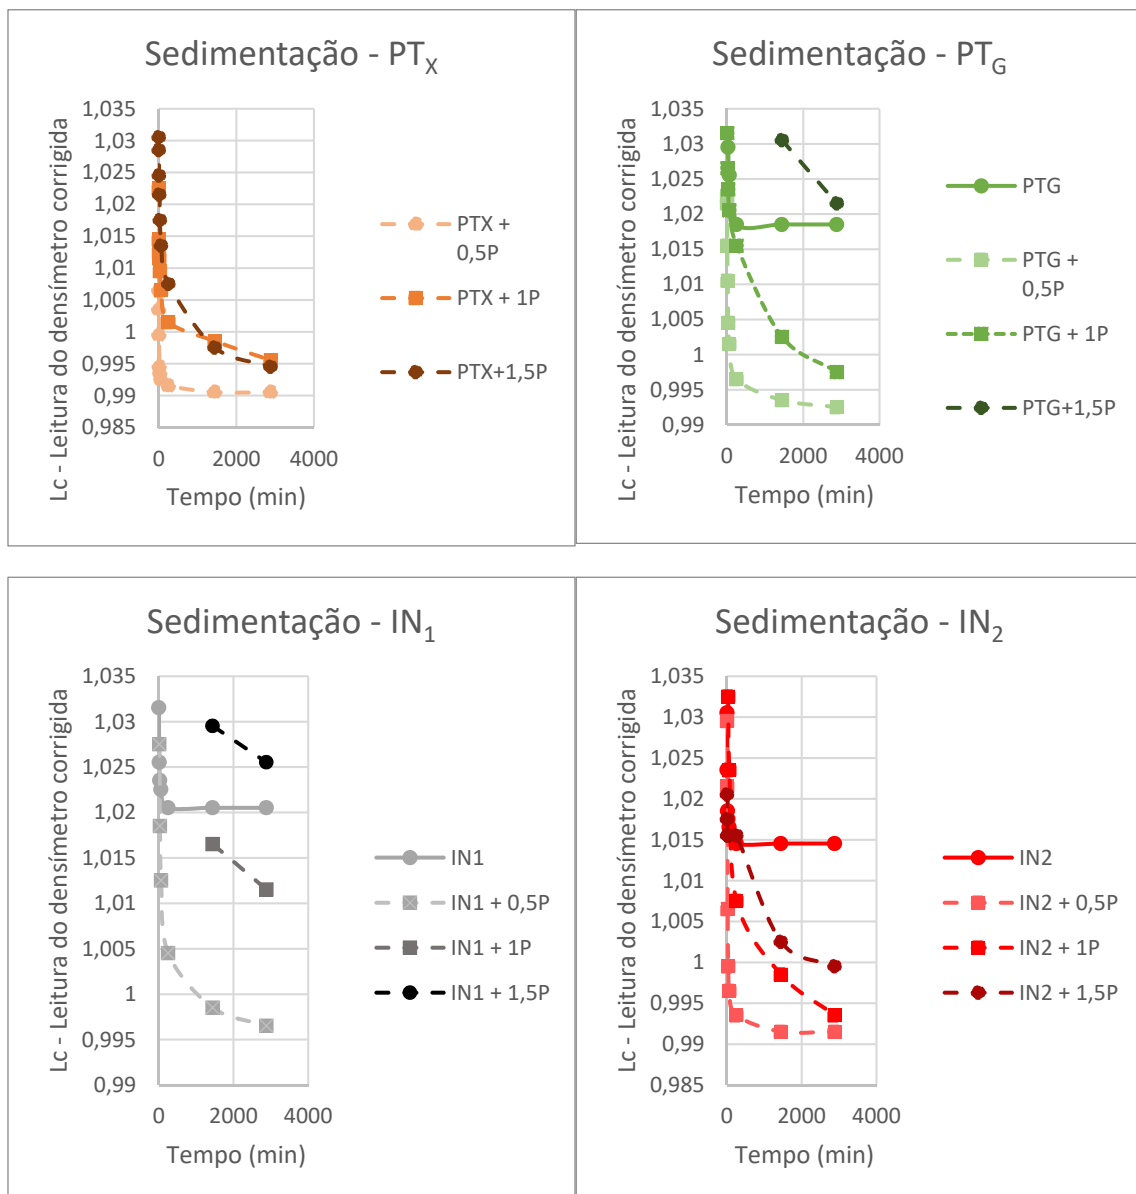 Sedimentação - PTX
Lc - Leitura do densímetro corrigida
1,035
1,03
1,025
1,02
1,015
1,01
1,005
1
0,995
0,99
0,985
0
2000
4000
Tempo (min)
PTX +
0,5P
PTX + 1P
PTX+1,5P
Sedimentação - PTG
Lc - Leitura do densímetro corrigida
1,035
1,03
1,025
1,02
1,015
1,01
1,005
1
0,995
0,99
0
2000
4000
Tempo (min)
PTG
PTG +
0,5P
PTG + 1P
PTG+1,5P
Sedimentação - IN1
Lc - Leitura do densímetro corrigida
1,035
1,03
1,025
1,02
1,015
1,01
1,005
1
0,995
0,99
0
2000
4000
Tempo (min)
IN1
IN1 + 0,5P
IN1 + 1P
IN1 + 1,5P
Sedimentação - IN2
Lc - Leitura do densímetro corrigida
1,035
1,03
1,025
1,02
1,015
1,01
1,005
1
0,995
0,99
0,985
0
2000
4000
Tempo (min)
IN2
IN2 + 0,5P
IN2 + 1P
IN2 + 1,5P